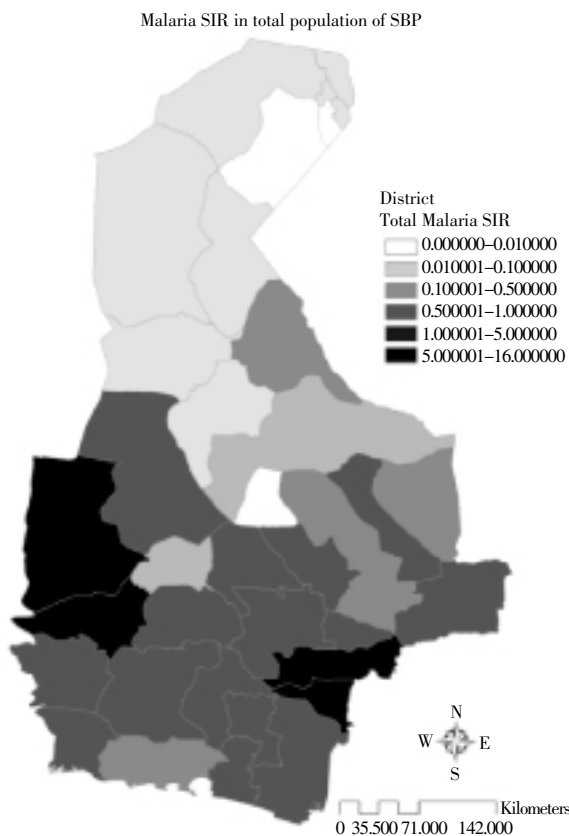 Malaria SIR in total population of SBP
District
Total Malaria SIR
0.000000–0.010000
0.010001–0.100000
0.100001–0.500000
0.500001–1.000000
1.000001–5.000000
5.000001–16.000000
N
W E
S
Kilometers
0 35.500 71.000 142.000